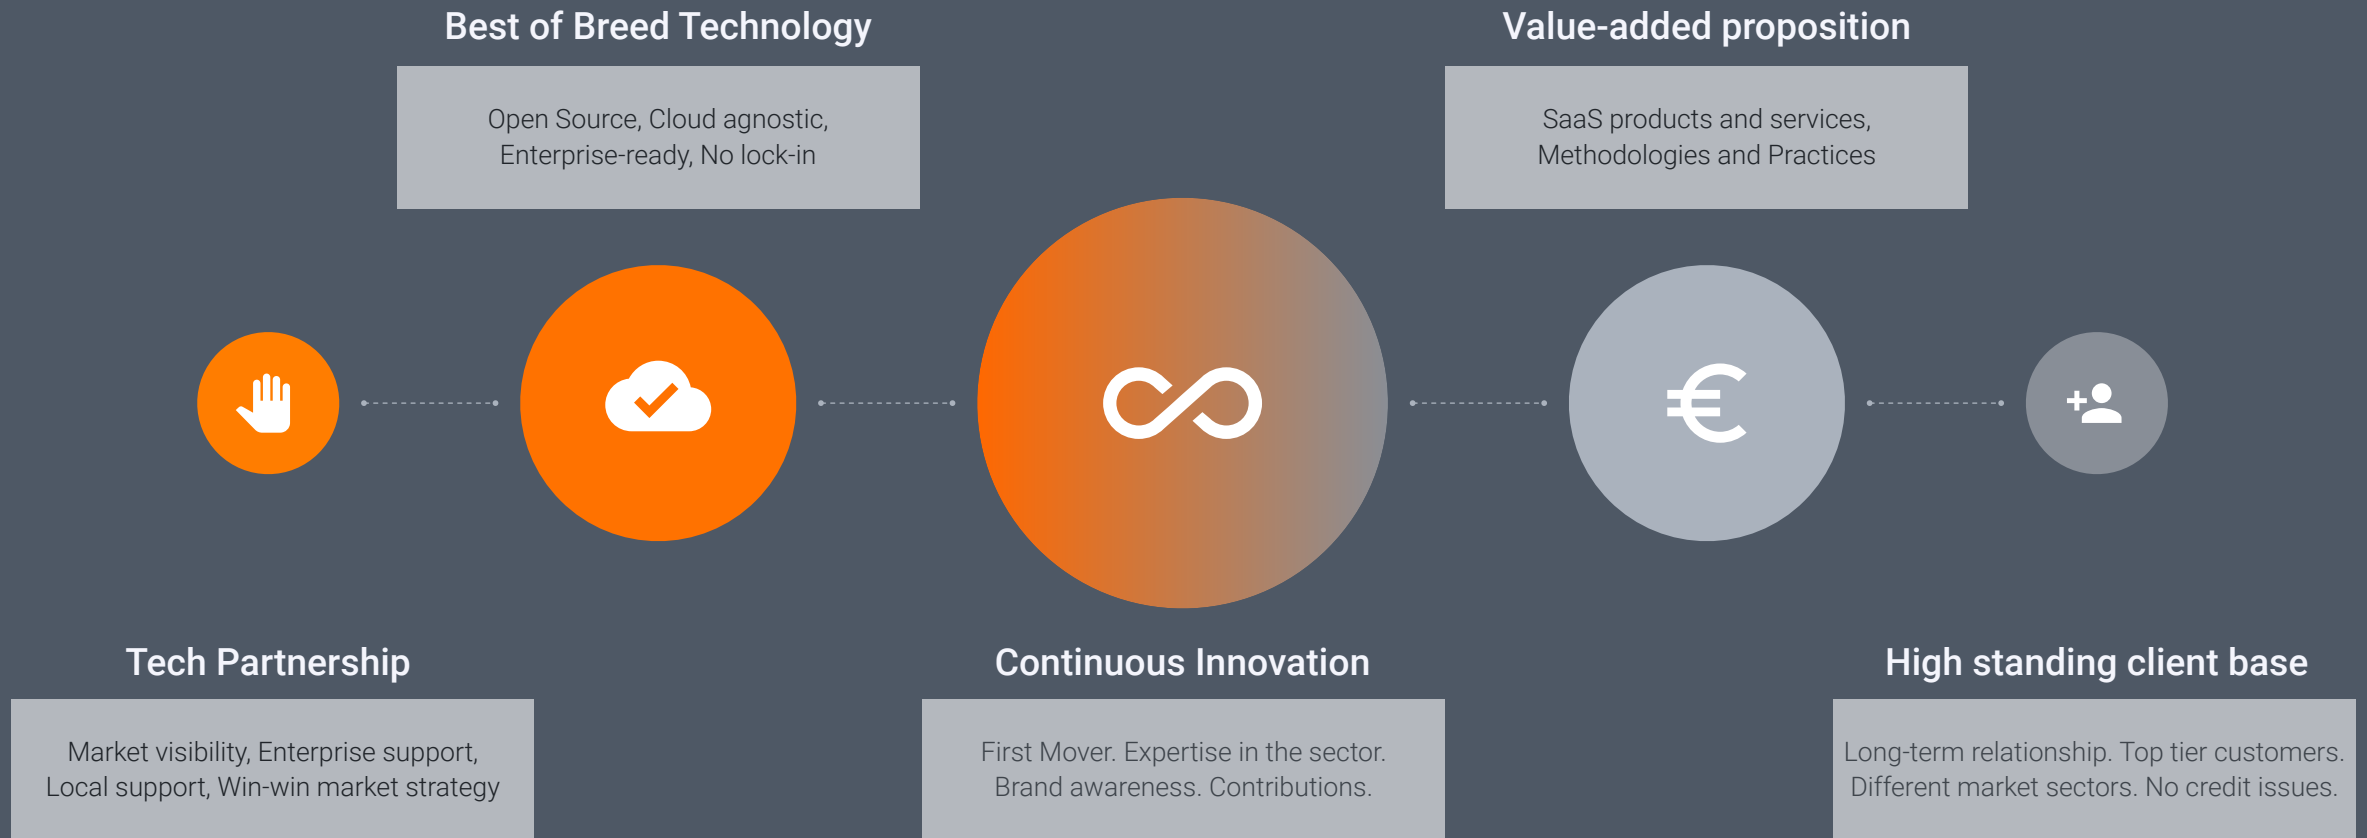 Best of Breed Technology
Open Source, Cloud agnostic,
Enterprise-ready, No lock-in
Value-added proposition
SaaS products and services,
Methodologies and Practices
Tech Partnership
Market visibility, Enterprise support,
Local support, Win-win market strategy
Continuous Innovation
First Mover. Expertise in the sector.
Brand awareness. Contributions.
High standing client base
Long-term relationship. Top tier customers.
Different market sectors. No credit issues.